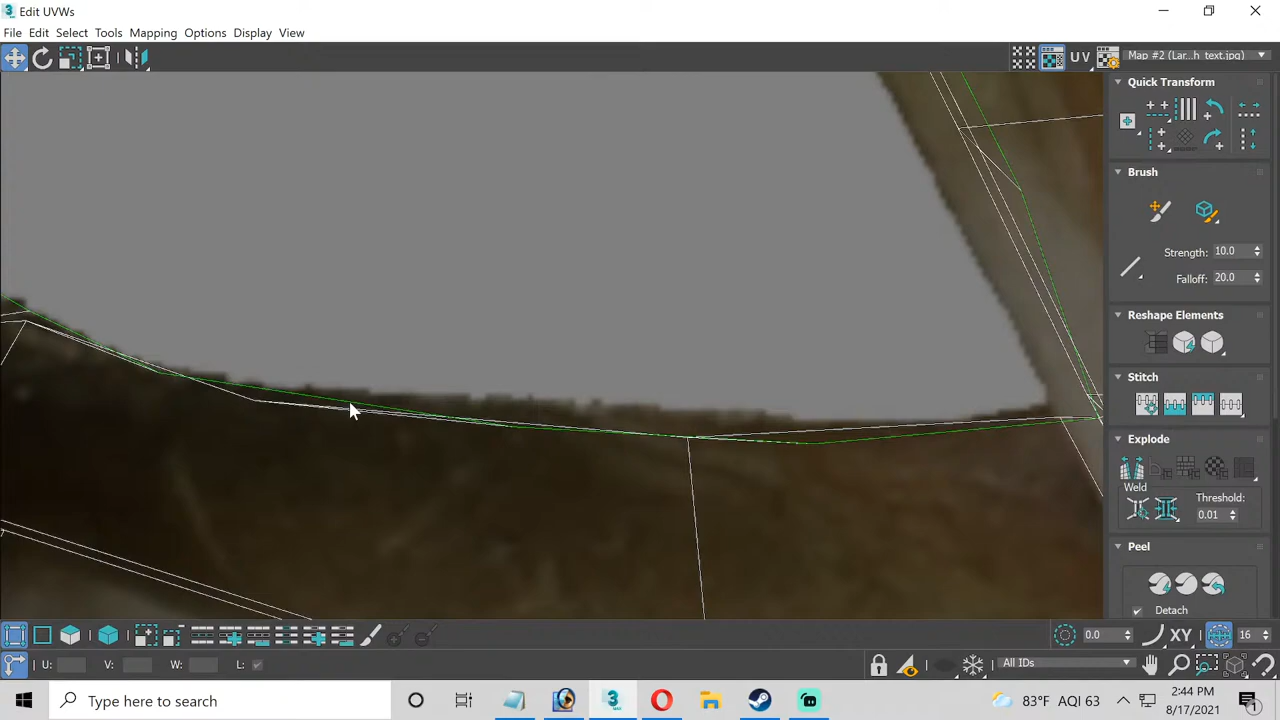 Edit UVWs
File Edit Select Tools Mapping Options Display View
UV Map #2 (Lar...h_text.jpg)
Quick Transform
Brush
Strength: 10.0
Falloff: 20.0
Reshape Elements
Stitch
Explode
Weld
Threshold:
0.01
Peel
Detach
0.0 XY 16
U: V: W: L: All IDs
Type here to search
83°F AQI 63
2:44 PM
8/17/2021